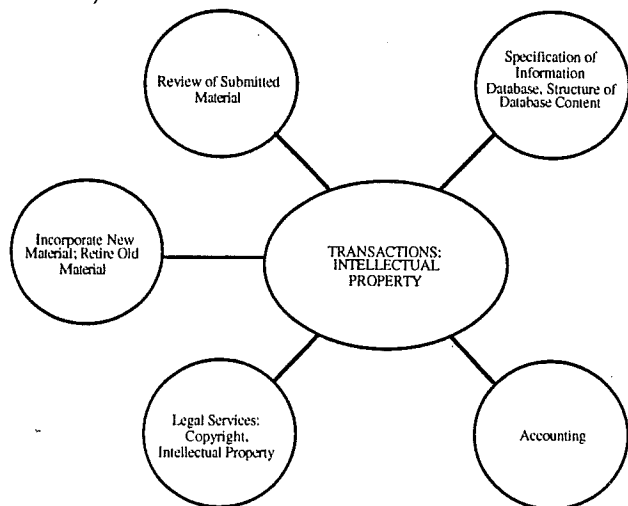 Review of Submitted
Material
Specification of
Information
Database, Structure of
Database Content
Incorporate New
Material; Retire Old
Material
TRANSACTIONS:
INTELLECTUAL
PROPERTY
Legal Services:
Copyright,
Intellectual Property
Accounting